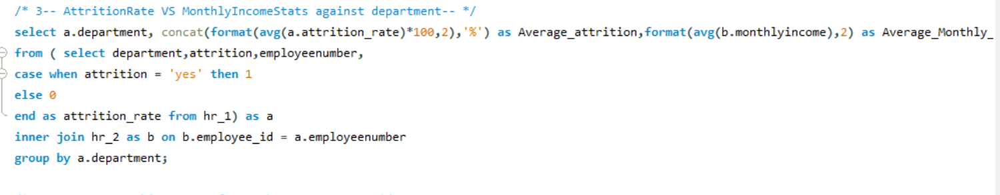 /* 3-- AttritionRate VS MonthlyIncomeStats against department-- */
select a.department, concat(format(avg(a.attrition_rate)*100,2),'%') as Average_attrition,format(avg(b.monthlyincome),2) as Average_Monthly_
from ( select department,attrition,employeenumber,
case when attrition = 'yes' then 1
else 0
end as attrition_rate from hr_1) as a
inner join hr_2 as b on b.employee_id = a.employeenumber
group by a.department;